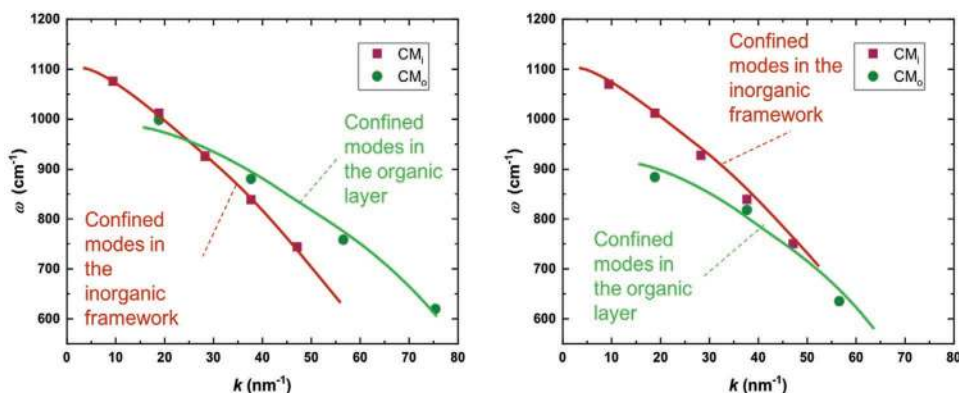 1200
1100
1000
900
800
700
600
ω (cm⁻¹)
CMᵢ
CMₒ
Confined
modes in
the organic
layer
Confined
modes in
the
inorganic
framework
0 10 20 30 40 50 60 70 80
k (nm⁻¹)
1200
1100
1000
900
800
700
600
ω (cm⁻¹)
Confined
modes in the
inorganic
framework
CMᵢ
CMₒ
Confined
modes in
the organic
layer
0 10 20 30 40 50 60 70 80
k (nm⁻¹)